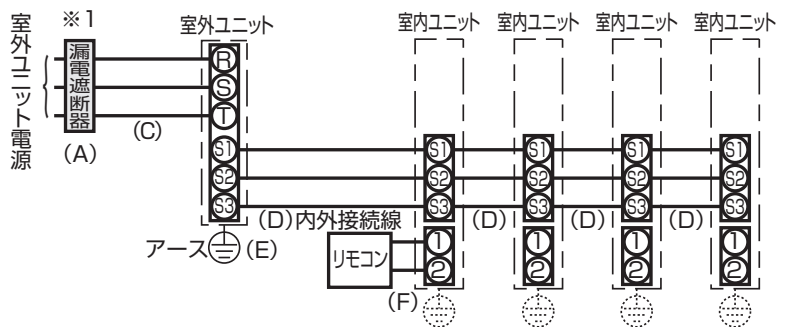 ※1
室外ユニット電源
漏電遮断器
(A)
(C)
室外ユニット
R
S
T
S1
S2
S3
アース
(E)
(D)内外接続線
(D)
(D)
(D)
リモコン
(F)
室内ユニット
S1
S2
S3
1
2
室内ユニット
S1
S2
S3
1
2
室内ユニット
S1
S2
S3
1
2
室内ユニット
S1
S2
S3
1
2